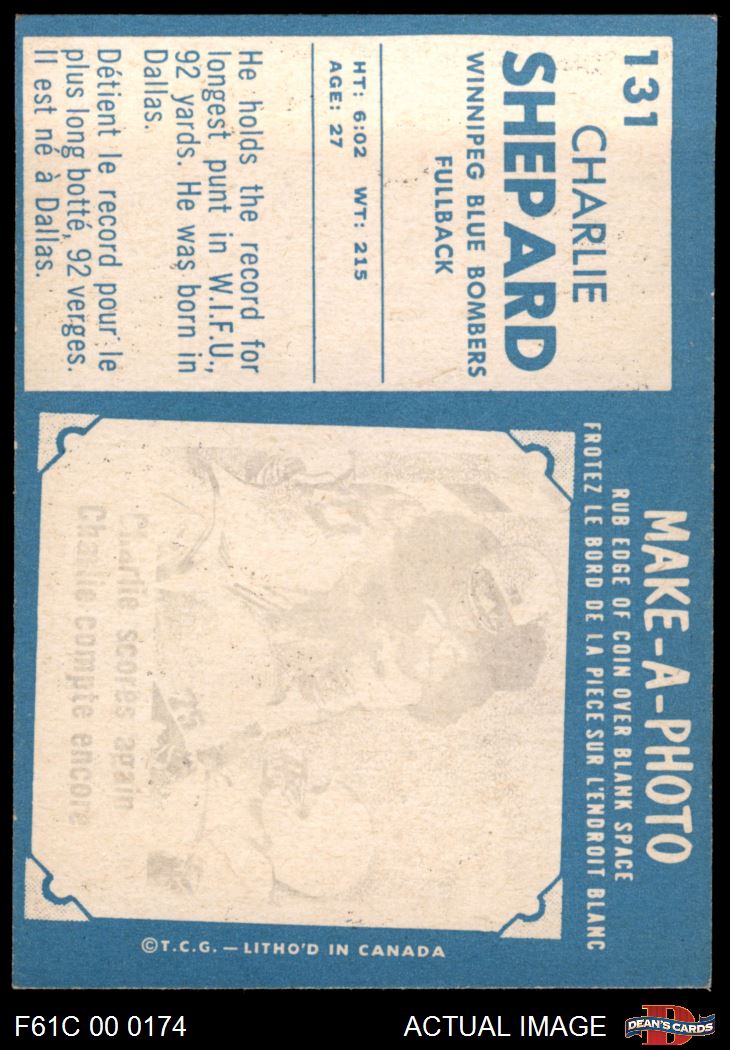 131
CHARLIE
SHEPARD
WINNIPEG BLUE BOMBERS
FULLBACK
HT: 6:02 WT: 215
AGE: 27
He holds the record for
longest punt in W.I.F.U.,
92 yards. He was born in
Dallas.
Détient le record pour le
plus long botté, 92 verges.
Il est né à Dallas.
MAKE-A-PHOTO
RUB EDGE OF COIN OVER BLANK SPACE
FROTEZ LE BORD DE LA PIECE SUR L'ENDROIT BLANC
Charlie scores again
Charlie compte encore
©T.C.G. — LITHO'D IN CANADA
F61C 00 0174
ACTUAL IMAGE
D
DEAN'S CARDS